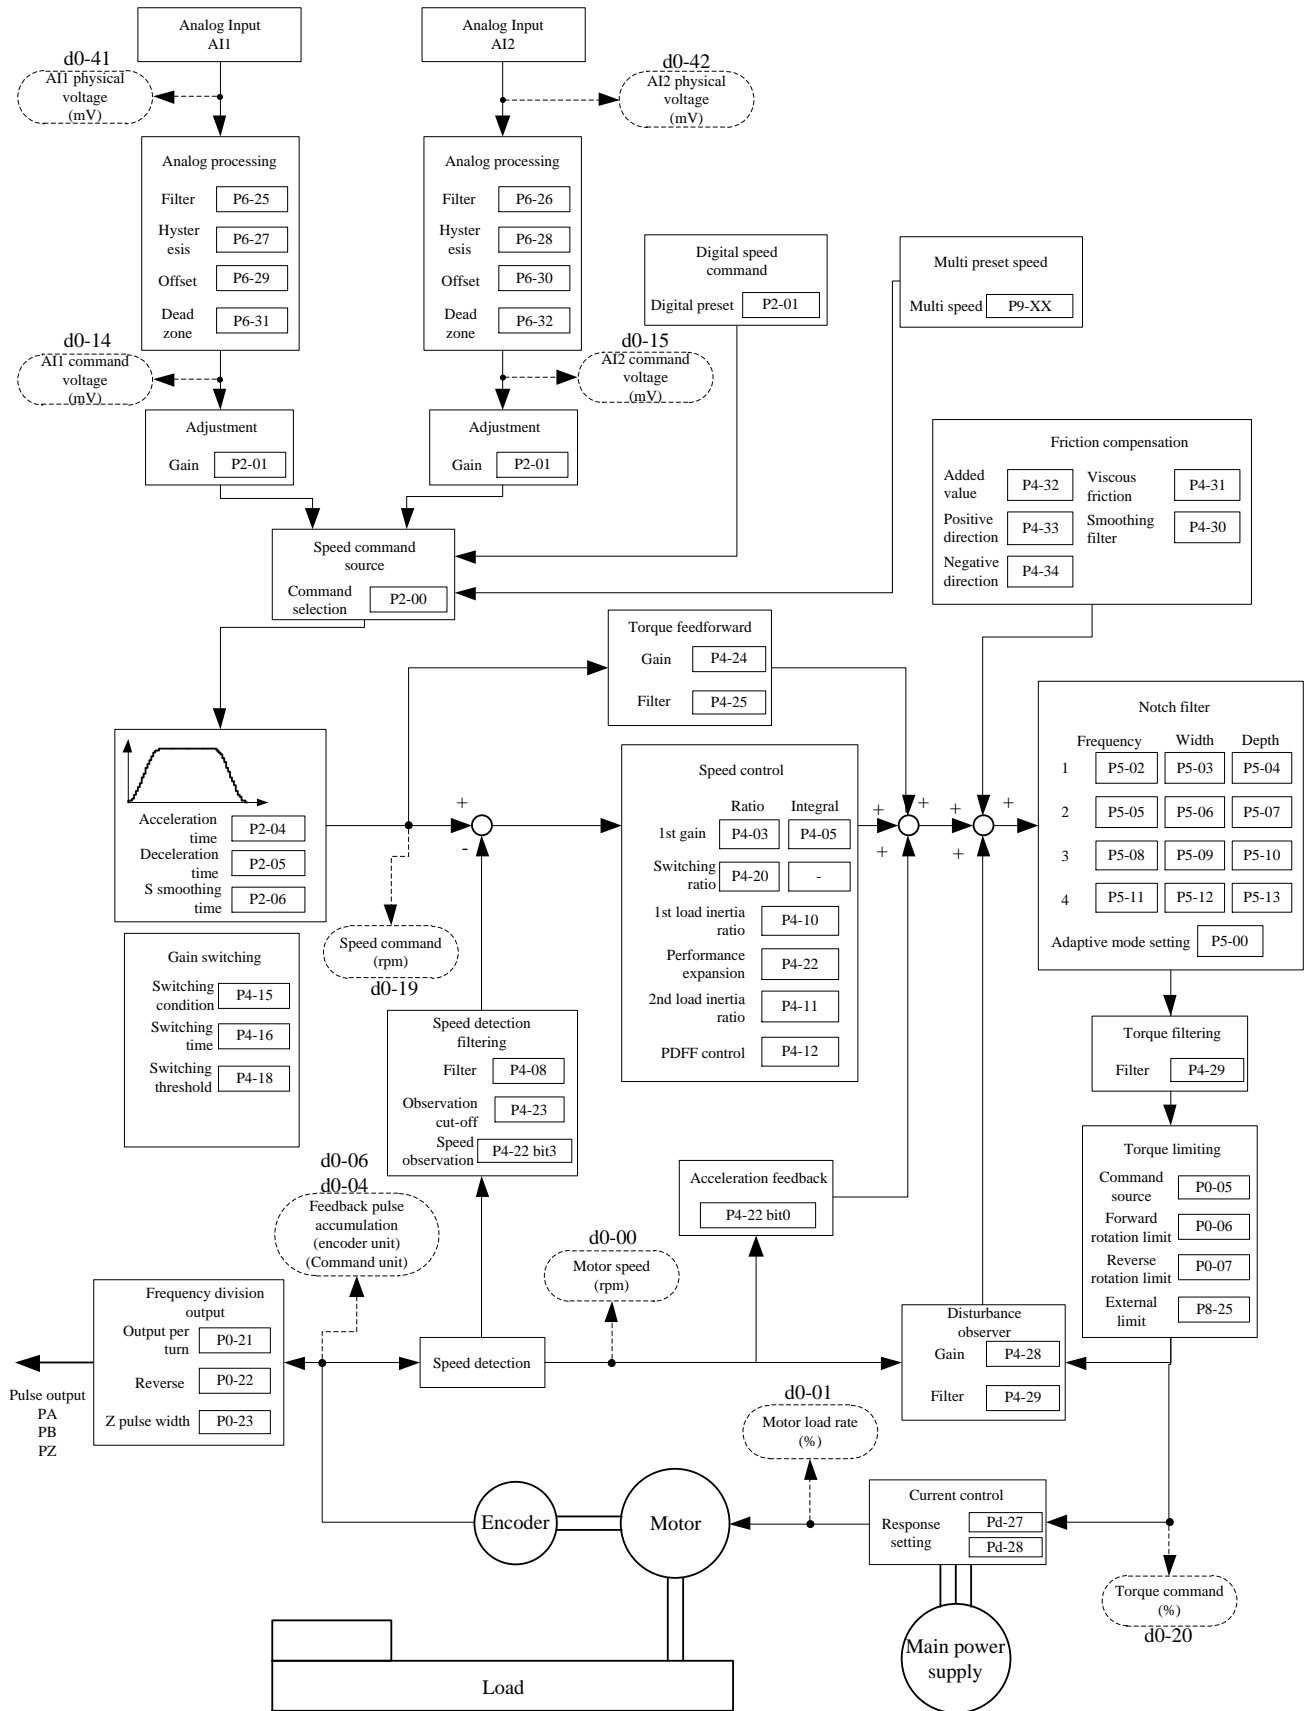 Analog Input
AI1
Analog Input
AI2
d0-41
AI1 physical
voltage
(mV)
d0-42
AI2 physical
voltage
(mV)
Analog processing
Filter P6-25
Hyster
esis P6-27
Offset P6-29
Dead
zone P6-31
Analog processing
Filter P6-26
Hyster
esis P6-28
Offset P6-30
Dead
zone P6-32
Digital speed
command
Digital preset P2-01
Multi preset speed
Multi speed P9-XX
d0-14
AI1 command
voltage
(mV)
d0-15
AI2 command
voltage
(mV)
Adjustment
Gain P2-01
Adjustment
Gain P2-01
Friction compensation
Added
value P4-32
Viscous
friction P4-31
Positive
direction P4-33
Smoothing
filter P4-30
Negative
direction P4-34
Speed command
source
Command
selection P2-00
Torque feedforward
Gain P4-24
Filter P4-25
Notch filter
Frequency Width Depth
1 P5-02 P5-03 P5-04
2 P5-05 P5-06 P5-07
3 P5-08 P5-09 P5-10
4 P5-11 P5-12 P5-13
Adaptive mode setting P5-00
Acceleration
time P2-04
Deceleration
time P2-05
S smoothing
time P2-06
+
-
Speed control
Ratio Integral
1st gain P4-03 P4-05
Switching
ratio P4-20 -
1st load inertia
ratio P4-10
Performance
expansion P4-22
2nd load inertia
ratio P4-11
PDFF control P4-12
+
+
+
+
+
+
Speed command
(rpm)
d0-19
Gain switching
Switching
condition P4-15
Switching
time P4-16
Switching
threshold P4-18
Speed detection
filtering
Filter P4-08
Observation
cut-off P4-23
Speed
observation P4-22 bit3
Torque filtering
Filter P4-29
Torque limiting
Command
source P0-05
Forward
rotation limit P0-06
Reverse
rotation limit P0-07
External
limit P8-25
Acceleration feedback
P4-22 bit0
d0-06
d0-04
Feedback pulse
accumulation
(encoder unit)
(Command unit)
d0-00
Motor speed
(rpm)
Frequency division
output
Output per
turn P0-21
Reverse P0-22
Z pulse width P0-23
Pulse output
PA
PB
PZ
Speed detection
Disturbance
observer
Gain P4-28
Filter P4-29
d0-01
Motor load rate
(%)
Encoder
Motor
Current control
Response
setting Pd-27
Pd-28
Torque command
(%)
d0-20
Main power
supply
Load